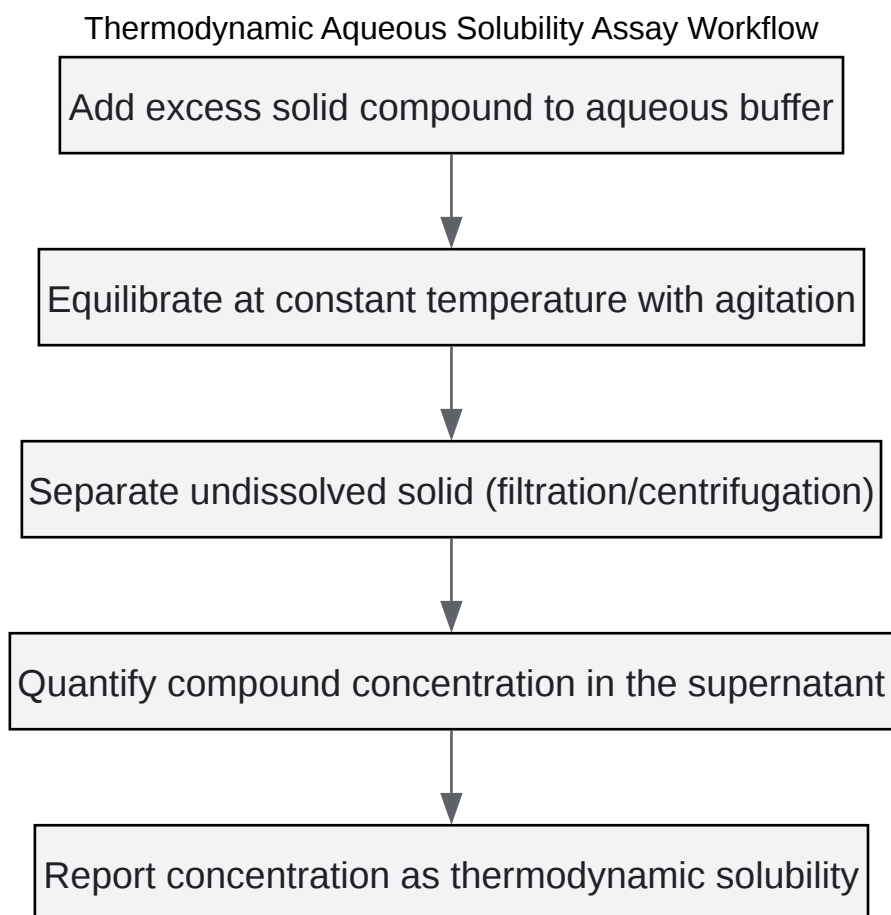 Thermodynamic Aqueous Solubility Assay Workflow
Add excess solid compound to aqueous buffer
Equilibrate at constant temperature with agitation
Separate undissolved solid (filtration/centrifugation)
Quantify compound concentration in the supernatant
Report concentration as thermodynamic solubility